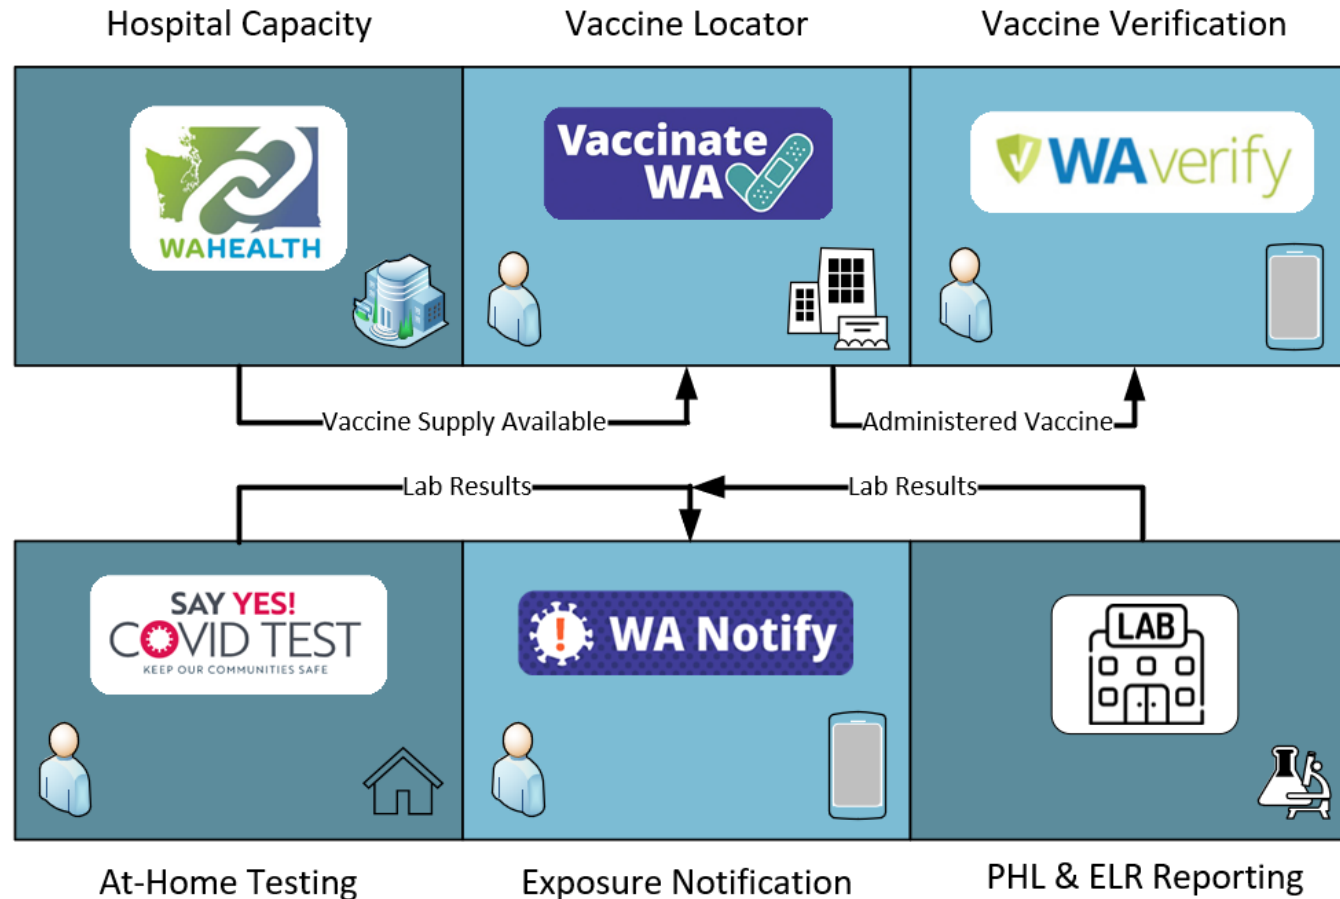 Hospital Capacity
Vaccine Locator
Vaccine Verification
WAHEALTH
Vaccinate
WA
WAverify
Vaccine Supply Available
Administered Vaccine
Lab Results
Lab Results
SAY YES!
COVID TEST
KEEP OUR COMMUNITIES SAFE
! WA Notify
LAB
At-Home Testing
Exposure Notification
PHL & ELR Reporting